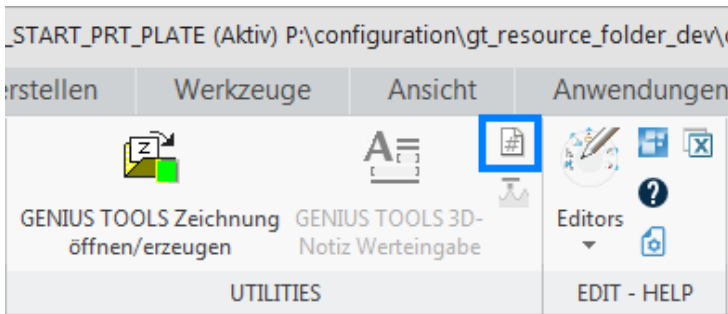 _START_PRT_PLATE (Aktiv) P:\configuration\gt_resource_folder_dev\
rstellen Werkzeuge Ansicht Anwendungen
GENIUS TOOLS Zeichnung öffnen/erzeugen
GENIUS TOOLS 3D-
Notiz Werteingabe
Editors
UTILITIES
EDIT - HELP